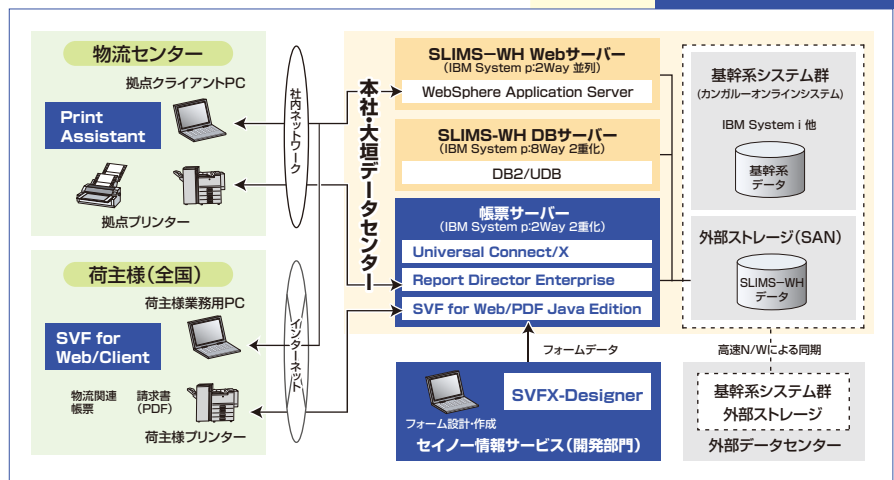 物流センター
拠点クライアントPC
Print
Assistant
拠点プリンター
荷主様(全国)
荷主様業務用PC
SVF for
Web/Client
物流関連
帳票
請求書
(PDF)
荷主様プリンター
社内ネットワーク
インターネット
本社・大垣データセンター
SLIMS-WH Webサーバー
(IBM System p:2Way 並列)
WebSphere Application Server
SLIMS-WH DBサーバー
(IBM System p:8Way 2重化)
DB2/UDB
帳票サーバー
(IBM System p:2Way 2重化)
Universal Connect/X
Report Director Enterprise
SVF for Web/PDF Java Edition
フォームデータ
SVFX-Designer
フォーム設計・作成
セイノー情報サービス(開発部門)
基幹系システム群
(カンガルーオンラインシステム)
IBM System i 他
基幹系
データ
外部ストレージ(SAN)
SLIMS-WH
データ
高速N/Wによる同期
基幹系システム群
外部ストレージ
外部データセンター